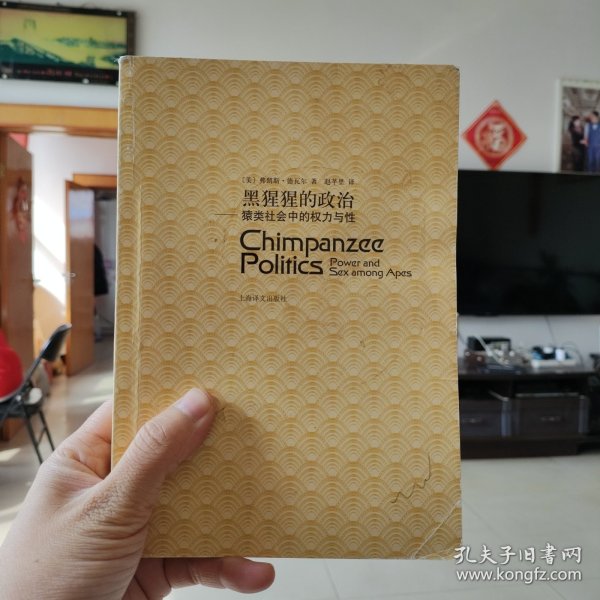 〔美〕弗朗斯·德瓦尔 著 赵芊里 译
黑猩猩的政治
——猿类社会中的权力与性
Chimpanzee
Politics Power and
Sex among Apes
上海译文出版社
孔夫子旧书网
www.kongfz.com